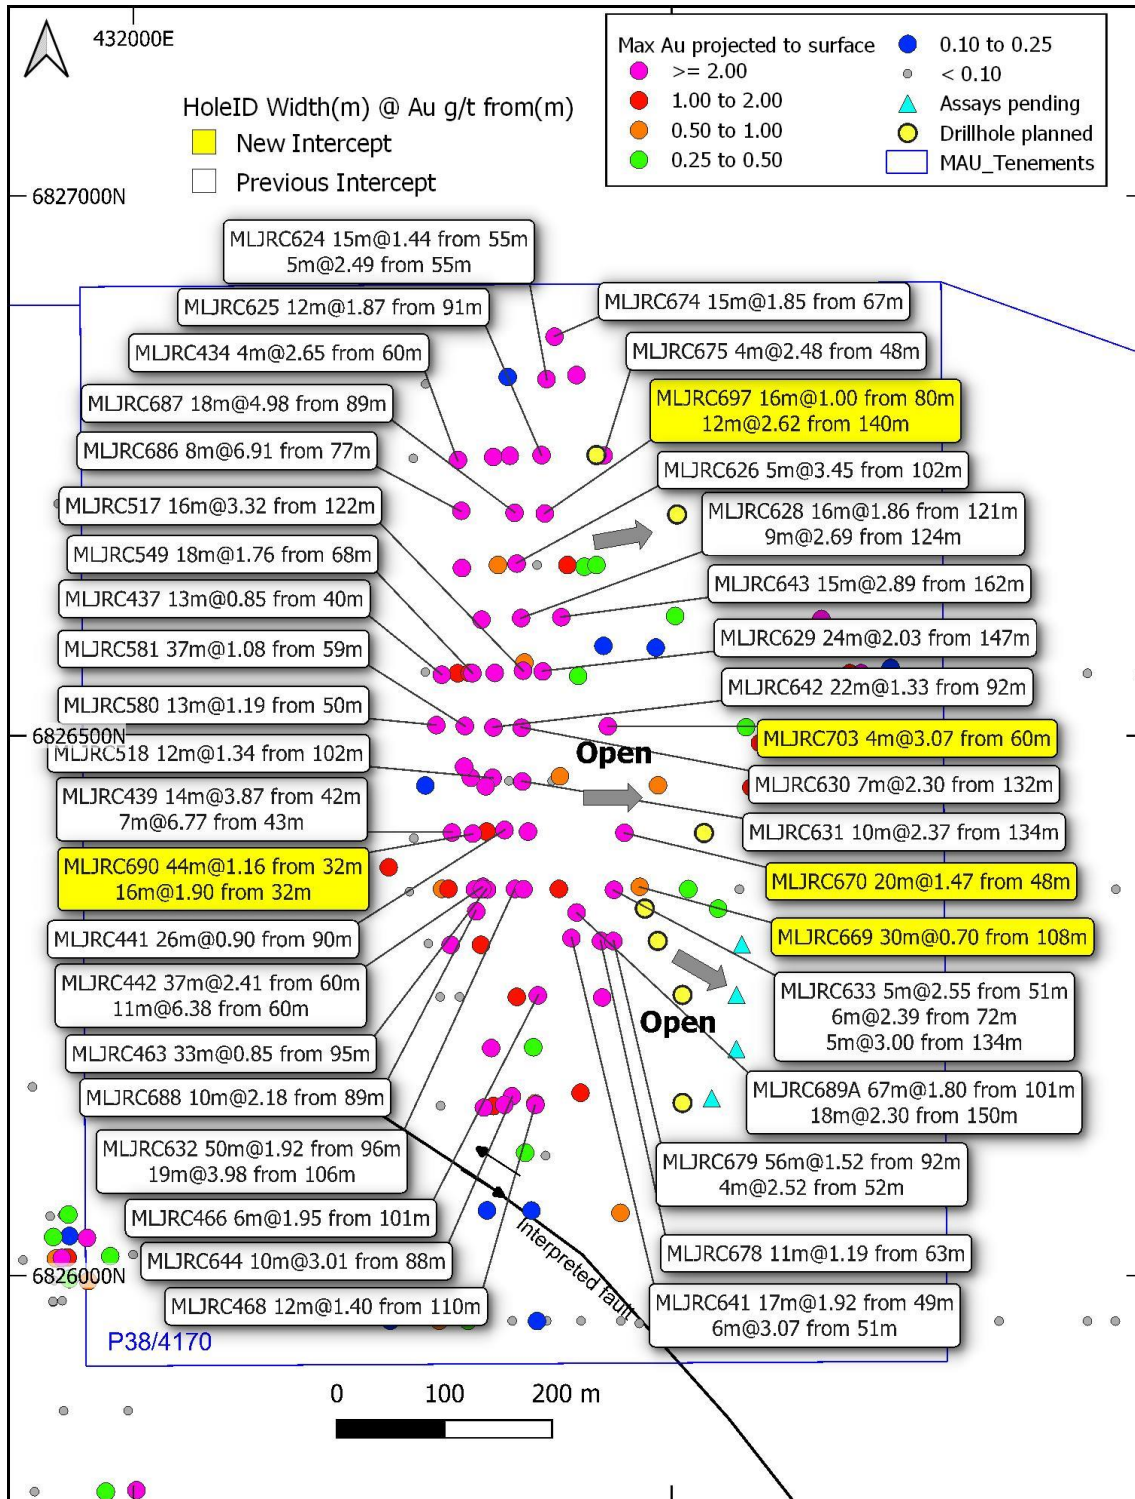 432000E
Max Au projected to surface
>= 2.00
1.00 to 2.00
0.50 to 1.00
0.25 to 0.50
0.10 to 0.25
< 0.10
Assays pending
Drillhole planned
MAU_Tenements
HoleID Width(m) @ Au g/t from(m)
New Intercept
Previous Intercept
6827000N
MLJRC624 15m@1.44 from 55m
5m@2.49 from 55m
MLJRC625 12m@1.87 from 91m
MLJRC674 15m@1.85 from 67m
MLJRC434 4m@2.65 from 60m
MLJRC675 4m@2.48 from 48m
MLJRC687 18m@4.98 from 89m
MLJRC697 16m@1.00 from 80m
12m@2.62 from 140m
MLJRC686 8m@6.91 from 77m
MLJRC626 5m@3.45 from 102m
MLJRC517 16m@3.32 from 122m
MLJRC628 16m@1.86 from 121m
9m@2.69 from 124m
MLJRC549 18m@1.76 from 68m
MLJRC643 15m@2.89 from 162m
MLJRC437 13m@0.85 from 40m
MLJRC629 24m@2.03 from 147m
MLJRC581 37m@1.08 from 59m
MLJRC642 22m@1.33 from 92m
MLJRC580 13m@1.19 from 50m
6826500N
MLJRC703 4m@3.07 from 60m
Open
MLJRC518 12m@1.34 from 102m
MLJRC630 7m@2.30 from 132m
MLJRC439 14m@3.87 from 42m
7m@6.77 from 43m
MLJRC631 10m@2.37 from 134m
MLJRC690 44m@1.16 from 32m
16m@1.90 from 32m
MLJRC670 20m@1.47 from 48m
MLJRC441 26m@0.90 from 90m
MLJRC669 30m@0.70 from 108m
MLJRC442 37m@2.41 from 60m
11m@6.38 from 60m
MLJRC633 5m@2.55 from 51m
6m@2.39 from 72m
5m@3.00 from 134m
Open
MLJRC463 33m@0.85 from 95m
MLJRC688 10m@2.18 from 89m
MLJRC689A 67m@1.80 from 101m
18m@2.30 from 150m
MLJRC632 50m@1.92 from 96m
19m@3.98 from 106m
MLJRC679 56m@1.52 from 92m
4m@2.52 from 52m
MLJRC466 6m@1.95 from 101m
MLJRC644 10m@3.01 from 88m
MLJRC678 11m@1.19 from 63m
Interpreted fault
6826000N
MLJRC468 12m@1.40 from 110m
MLJRC641 17m@1.92 from 49m
6m@3.07 from 51m
P38/4170
0 100 200 m